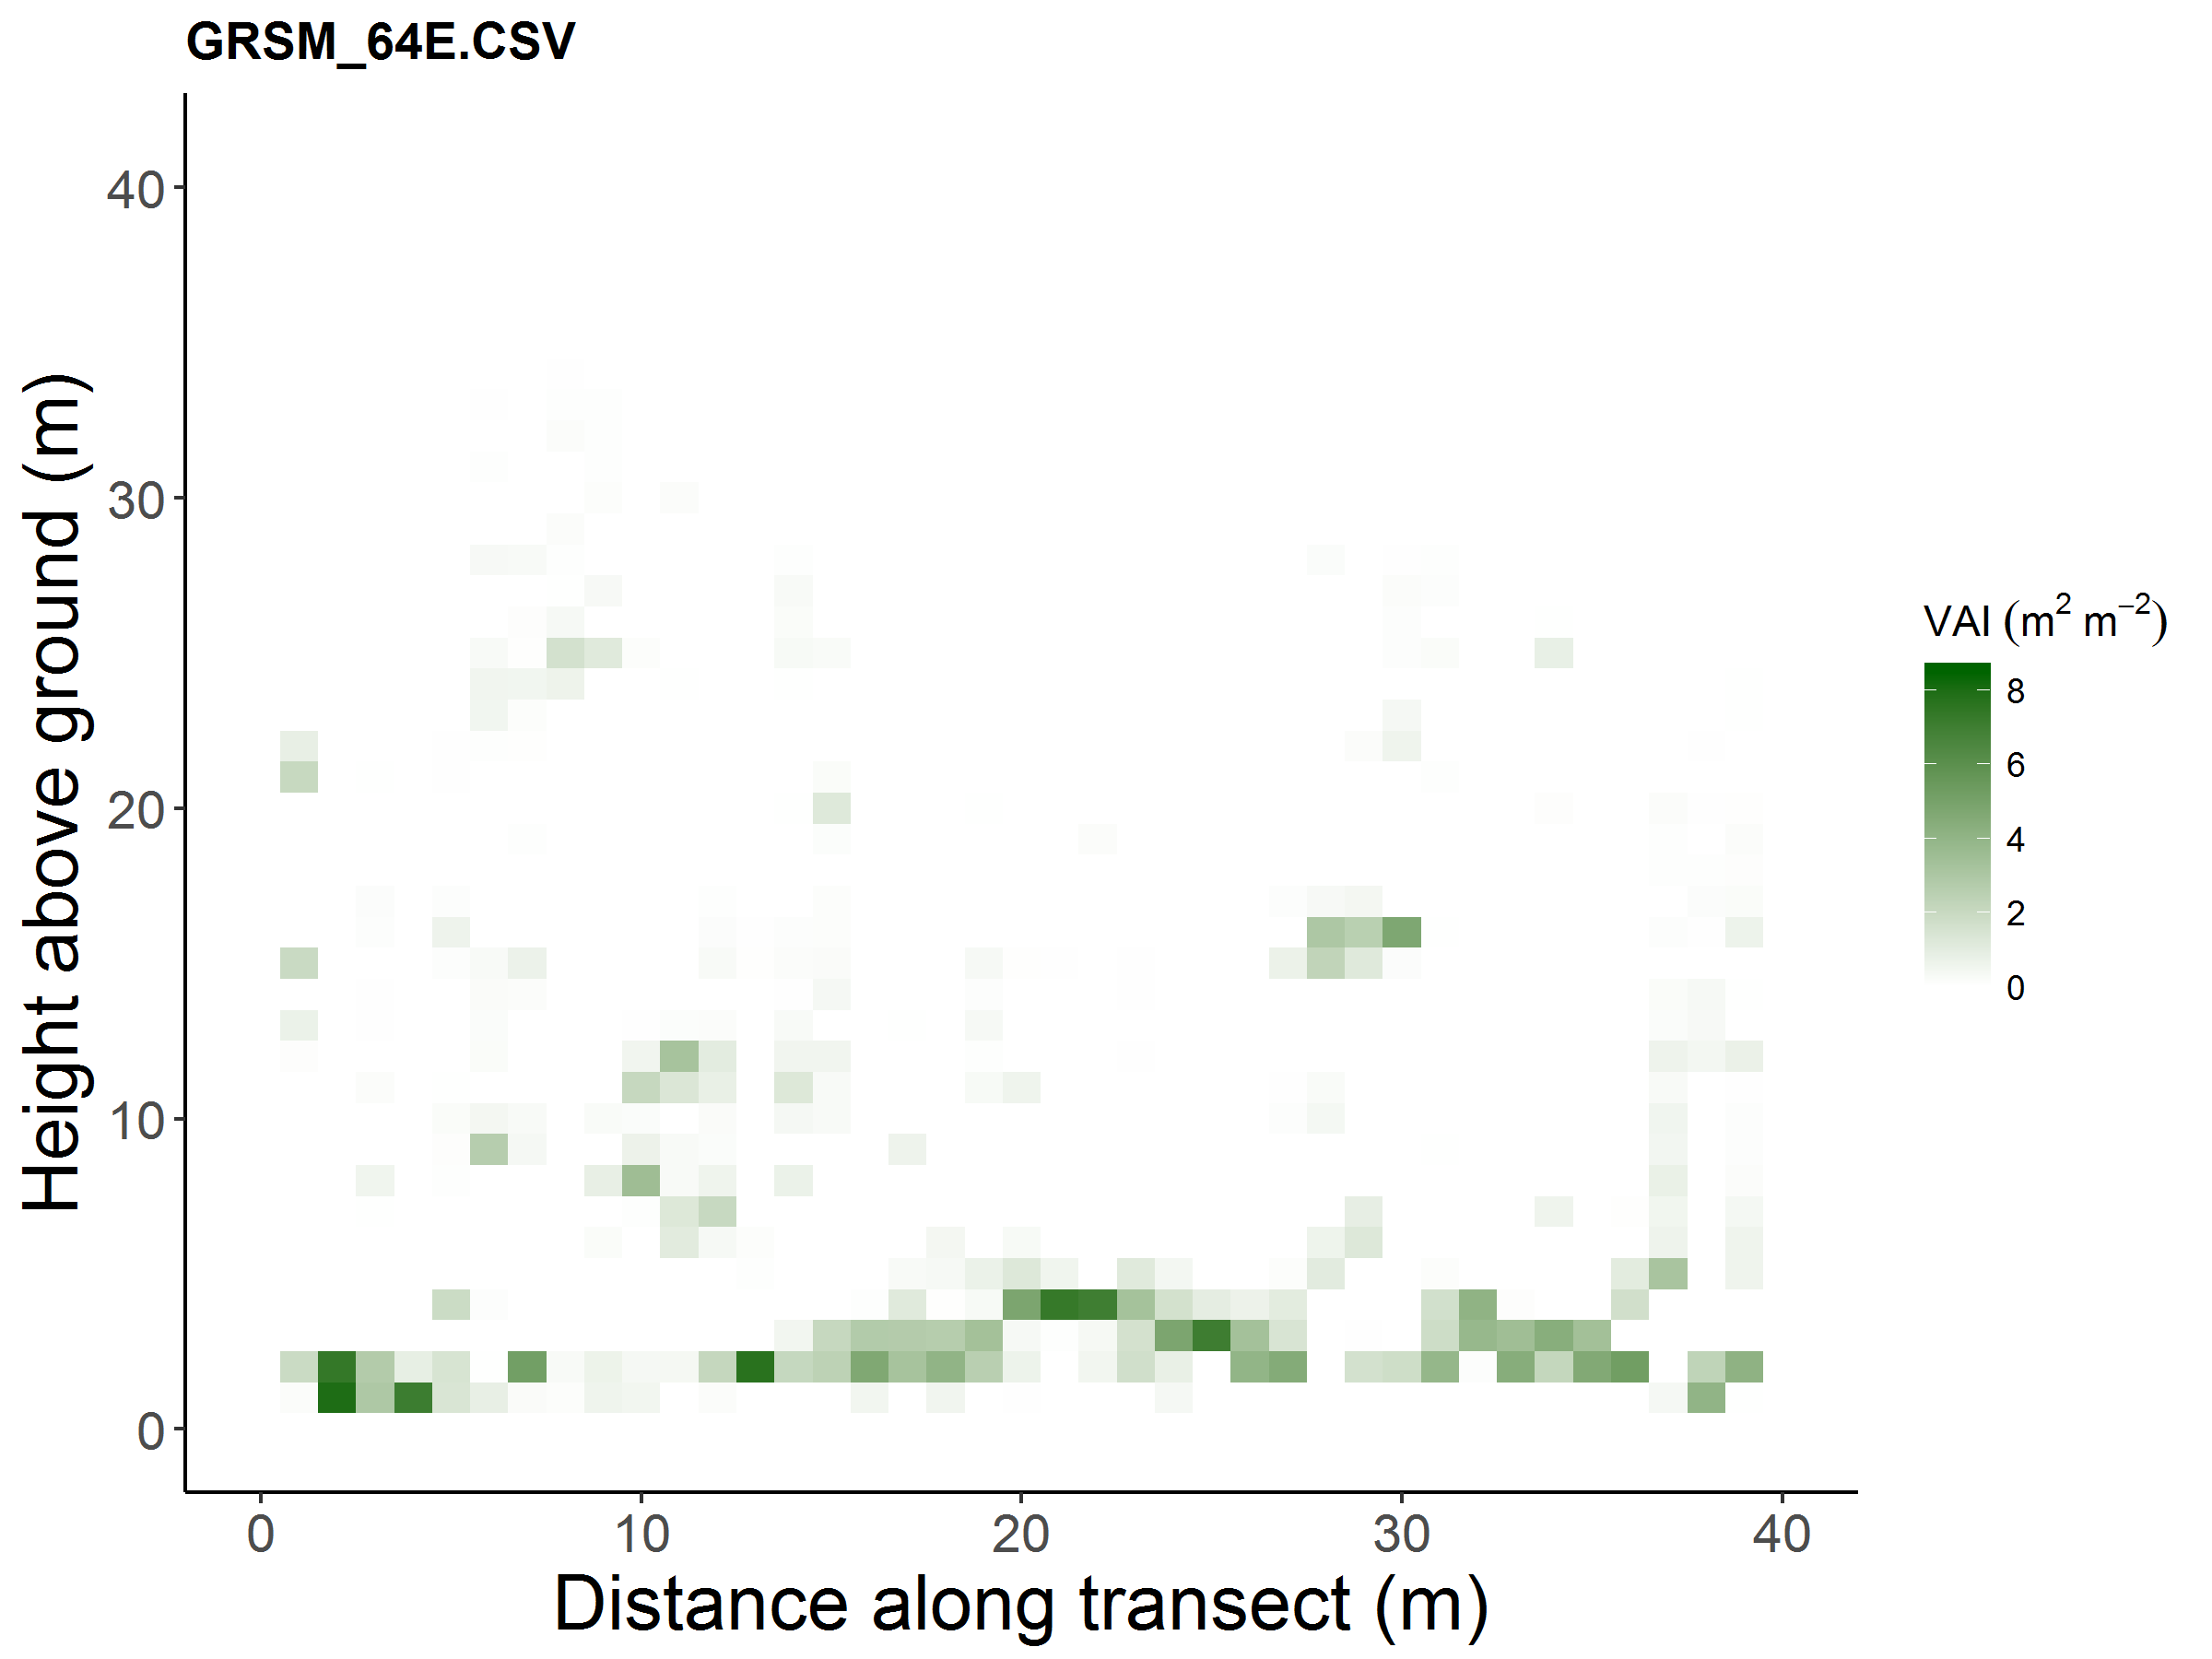 GRSM_64E.CSV
Height above ground (m)
40
30
20
10
0
0 10 20 30 40
Distance along transect (m)
VAI (m² m⁻²)
8
6
4
2
0